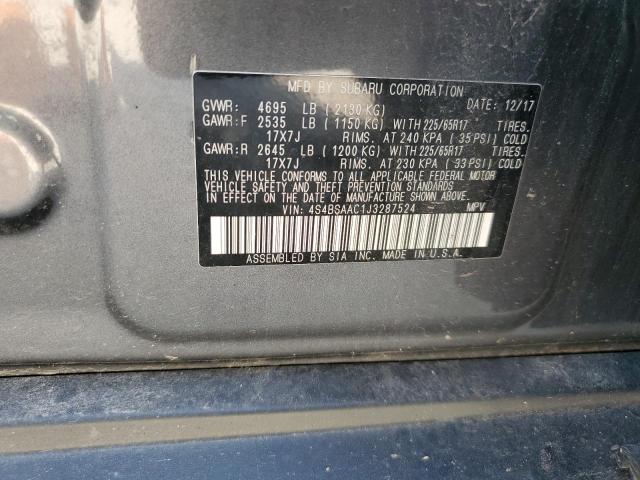 MFD BY SUBARU CORPORATION
GVWR: 4695 LB ( 2130 KG) DATE: 12/17
GAWR:F 2535 LB ( 1150 KG) WITH 225/65R17 TIRES.
17X7J RIMS. AT 240 KPA ( 35 PSI) COLD
GAWR:R 2645 LB ( 1200 KG) WITH 225/65R17 TIRES.
17X7J RIMS. AT 230 KPA ( 33 PSI) COLD
THIS VEHICLE CONFORMS TO ALL APPLICABLE FEDERAL MOTOR
VEHICLE SAFETY AND THEFT PREVENTION STANDARDS
IN EFFECT ON THE DATE OF MANUFACTURE SHOWN ABOVE.
VIN: 4S4BSAAC1J3287524 MPV
ASSEMBLED BY SIA INC. MADE IN U.S.A.